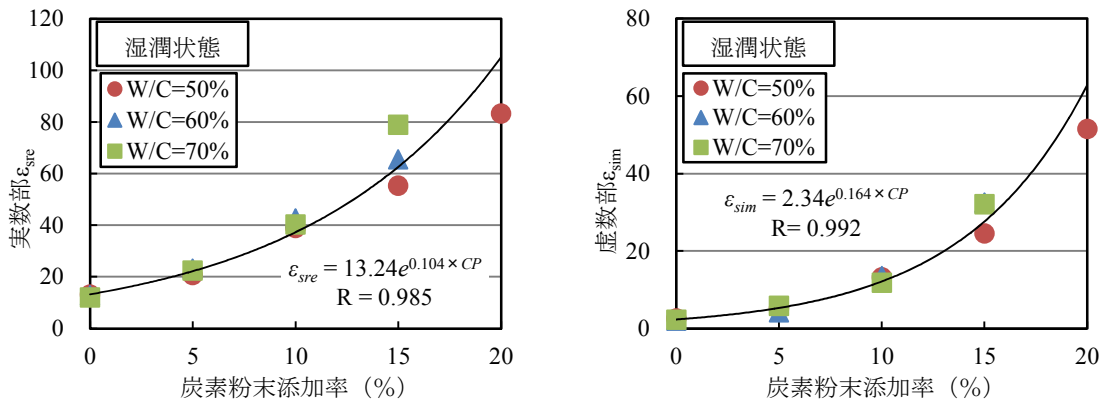 120
100
80
60
40
20
0
実数部εsre
湿潤状態
W/C=50%
W/C=60%
W/C=70%
εsre = 13.24e^0.104×CP
R = 0.985
0 5 10 15 20
炭素粉末添加率（%）
80
60
40
20
0
虚数部εsim
湿潤状態
W/C=50%
W/C=60%
W/C=70%
εsim = 2.34e^0.164×CP
R= 0.992
0 5 10 15 20
炭素粉末添加率（%）